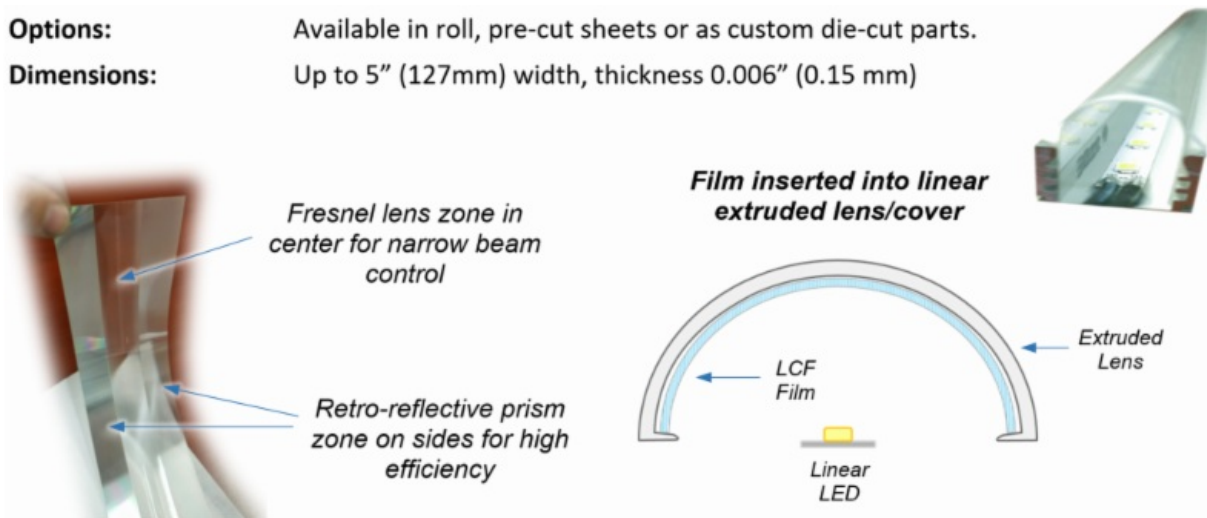 Options: Available in roll, pre-cut sheets or as custom die-cut parts.
Dimensions: Up to 5” (127mm) width, thickness 0.006” (0.15 mm)
Fresnel lens zone in
center for narrow beam
control
Retro-reflective prism
zone on sides for high
efficiency
Film inserted into linear
extruded lens/cover
LCF
Film
Extruded
Lens
Linear
LED